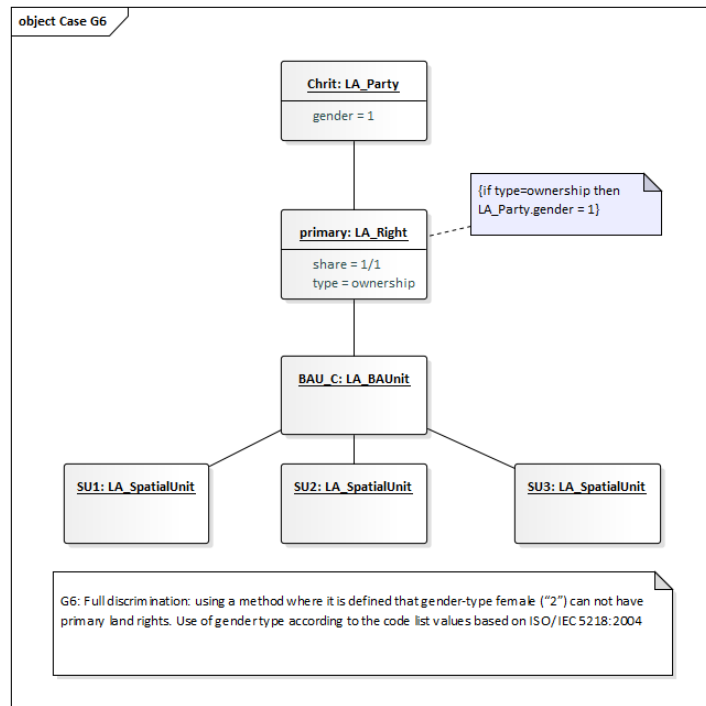 object Case G6
Chrit: LA_Party
gender = 1
{if type=ownership then
LA_Party.gender = 1}
primary: LA_Right
share = 1/1
type = ownership
BAU_C: LA_BAUnit
SU1: LA_SpatialUnit
SU2: LA_SpatialUnit
SU3: LA_SpatialUnit
G6: Full discrimination: using a method where it is defined that gender-type female (“2”) can not have
primary land rights. Use of gender type according to the code list values based on ISO/IEC 5218:2004